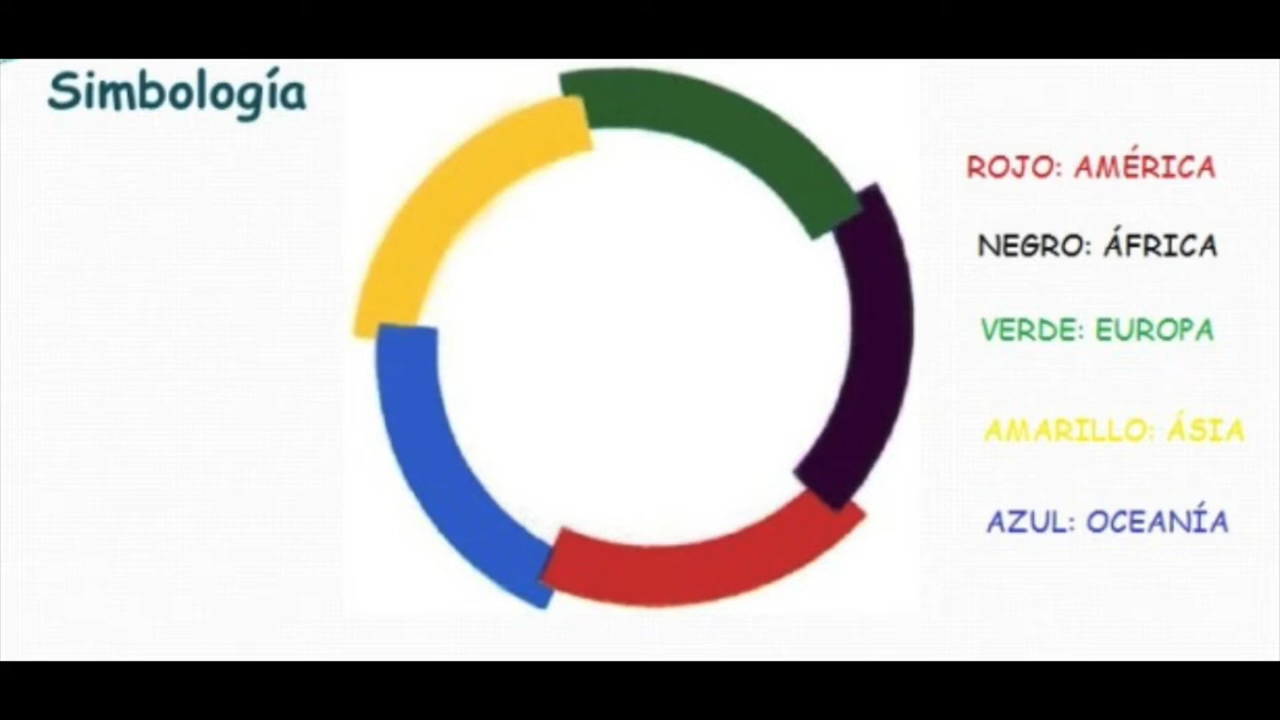 Simbología
ROJO: AMÉRICA
NEGRO: ÁFRICA
VERDE: EUROPA
AMARILLO: ÁSIA
AZUL: OCEANÍA